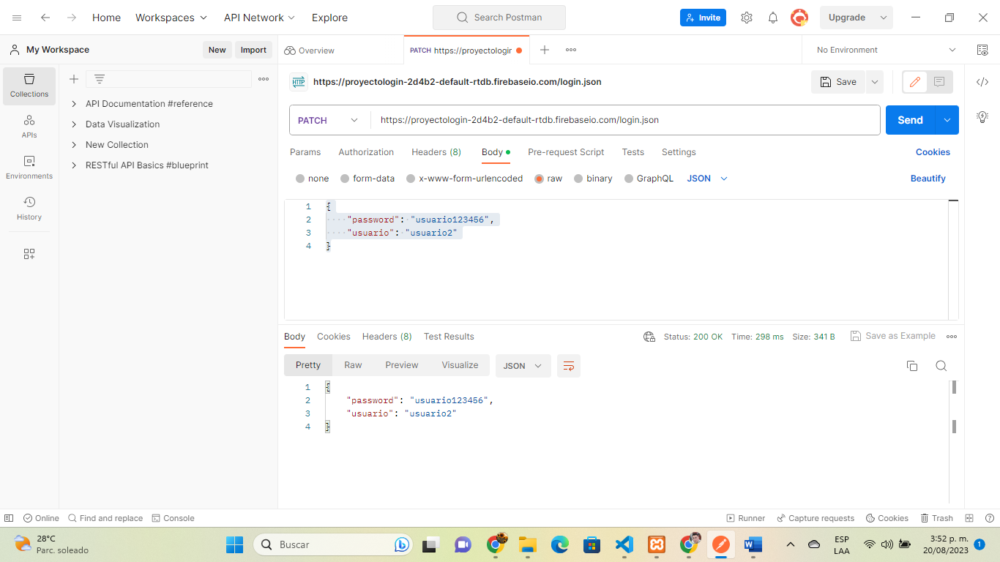 Home Workspaces API Network Explore Search Postman Invite Upgrade
My Workspace New Import Overview PATCH https://proyectologir No Environment
Collections
APIs
Environments
History
API Documentation #reference
Data Visualization
New Collection
RESTful API Basics #blueprint
HTTP https://proyectologin-2d4b2-default-rtdb.firebaseio.com/login.json Save
PATCH https://proyectologin-2d4b2-default-rtdb.firebaseio.com/login.json Send
Params Authorization Headers (8) Body Pre-request Script Tests Settings Cookies
none form-data x-www-form-urlencoded raw binary GraphQL JSON Beautify
1 {
2 "password": "usuario123456",
3 "usuario": "usuario2"
4 }
Body Cookies Headers (8) Test Results Status: 200 OK Time: 298 ms Size: 341 B Save as Example
Pretty Raw Preview Visualize JSON
1 {
2 "password": "usuario123456",
3 "usuario": "usuario2"
4 }
Online Find and replace Console Runner Capture requests Cookies Trash
28°C
Parc. soleado
Buscar
ESP
LAA
3:52 p. m.
20/08/2023
1